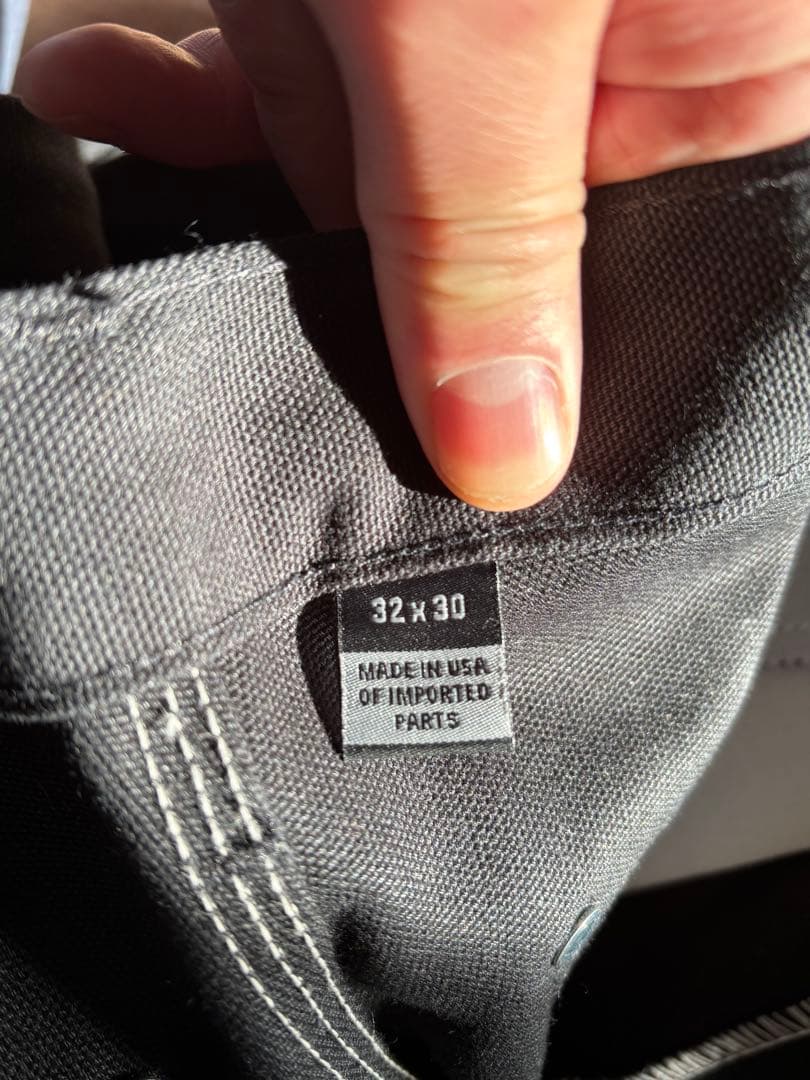 32 x 30
MADE IN USA
OF IMPORTED
PARTS